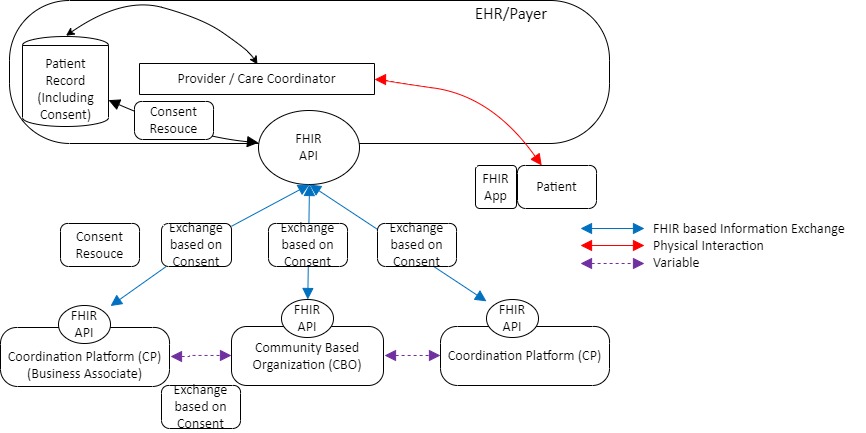 EHR/Payer
Patient
Record
(Including
Consent)
Provider / Care Coordinator
Consent
Resouce
FHIR
API
FHIR
App
Patient
Consent
Resouce
Exchange
based on
Consent
Exchange
based on
Consent
Exchange
based on
Consent
FHIR based Information Exchange
Physical Interaction
Variable
FHIR
API
Coordination Platform (CP)
(Business Associate)
FHIR
API
Community Based
Organization (CBO)
FHIR
API
Coordination Platform (CP)
Exchange
based on
Consent